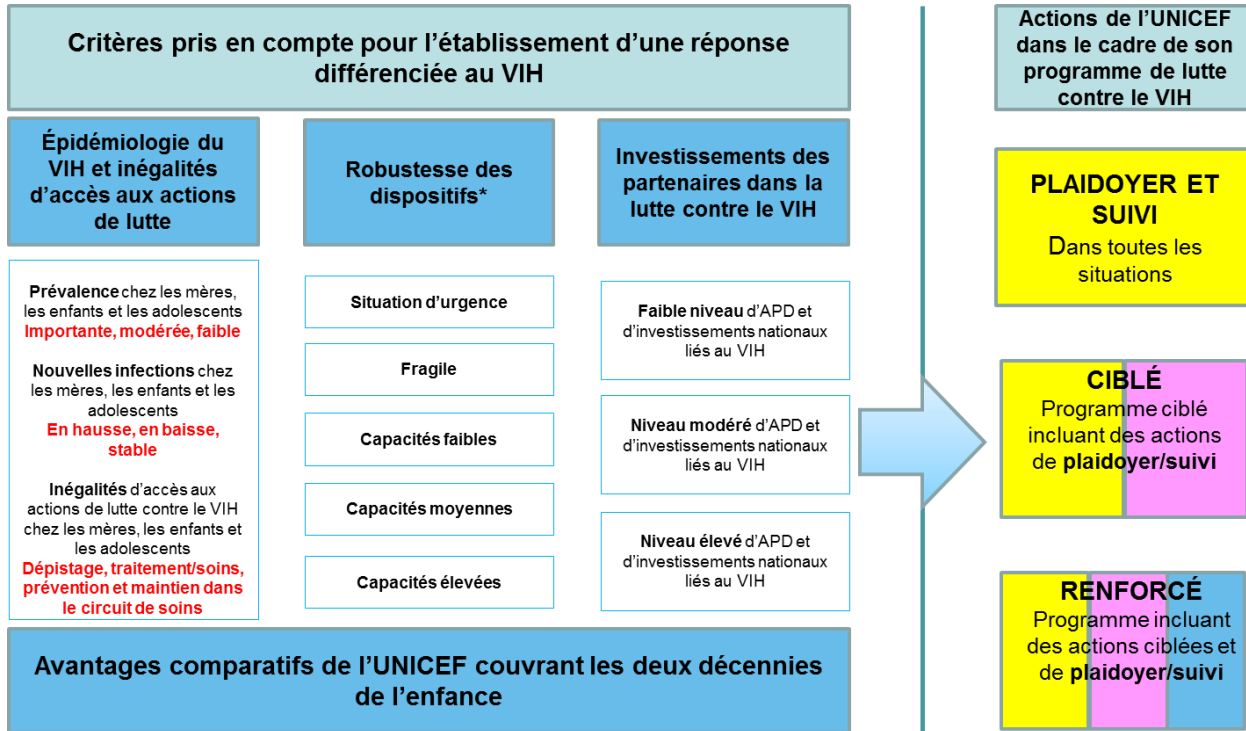 Critères pris en compte pour l’établissement d’une réponse
différenciée au VIH
Épidémiologie du
VIH et inégalités
d’accès aux actions
de lutte
Prévalence chez les mères,
les enfants et les adolescents
Importante, modérée, faible
Nouvelles infections chez
les mères, les enfants et les
adolescents
En hausse, en baisse,
stable
Inégalités d’accès aux
actions de lutte contre le VIH
chez les mères, les enfants et
les adolescents
Dépistage, traitement/soins,
prévention et maintien dans
le circuit de soins
Robustesse des
dispositifs*
Situation d’urgence
Fragile
Capacités faibles
Capacités moyennes
Capacités élevées
Investissements des
partenaires dans la
lutte contre le VIH
Faible niveau d’APD et
d’investissements nationaux
liés au VIH
Niveau modéré d’APD et
d’investissements nationaux
liés au VIH
Niveau élevé d’APD et
d’investissements nationaux
liés au VIH
Avantages comparatifs de l’UNICEF couvrant les deux décennies
de l’enfance
Actions de l’UNICEF
dans le cadre de son
programme de lutte
contre le VIH
PLAIDOYER ET
SUIVI
Dans toutes les
situations
CIBLÉ
Programme ciblé
incluant des actions
de plaidoyer/suivi
RENFORCÉ
Programme incluant
des actions ciblées et
de plaidoyer/suivi